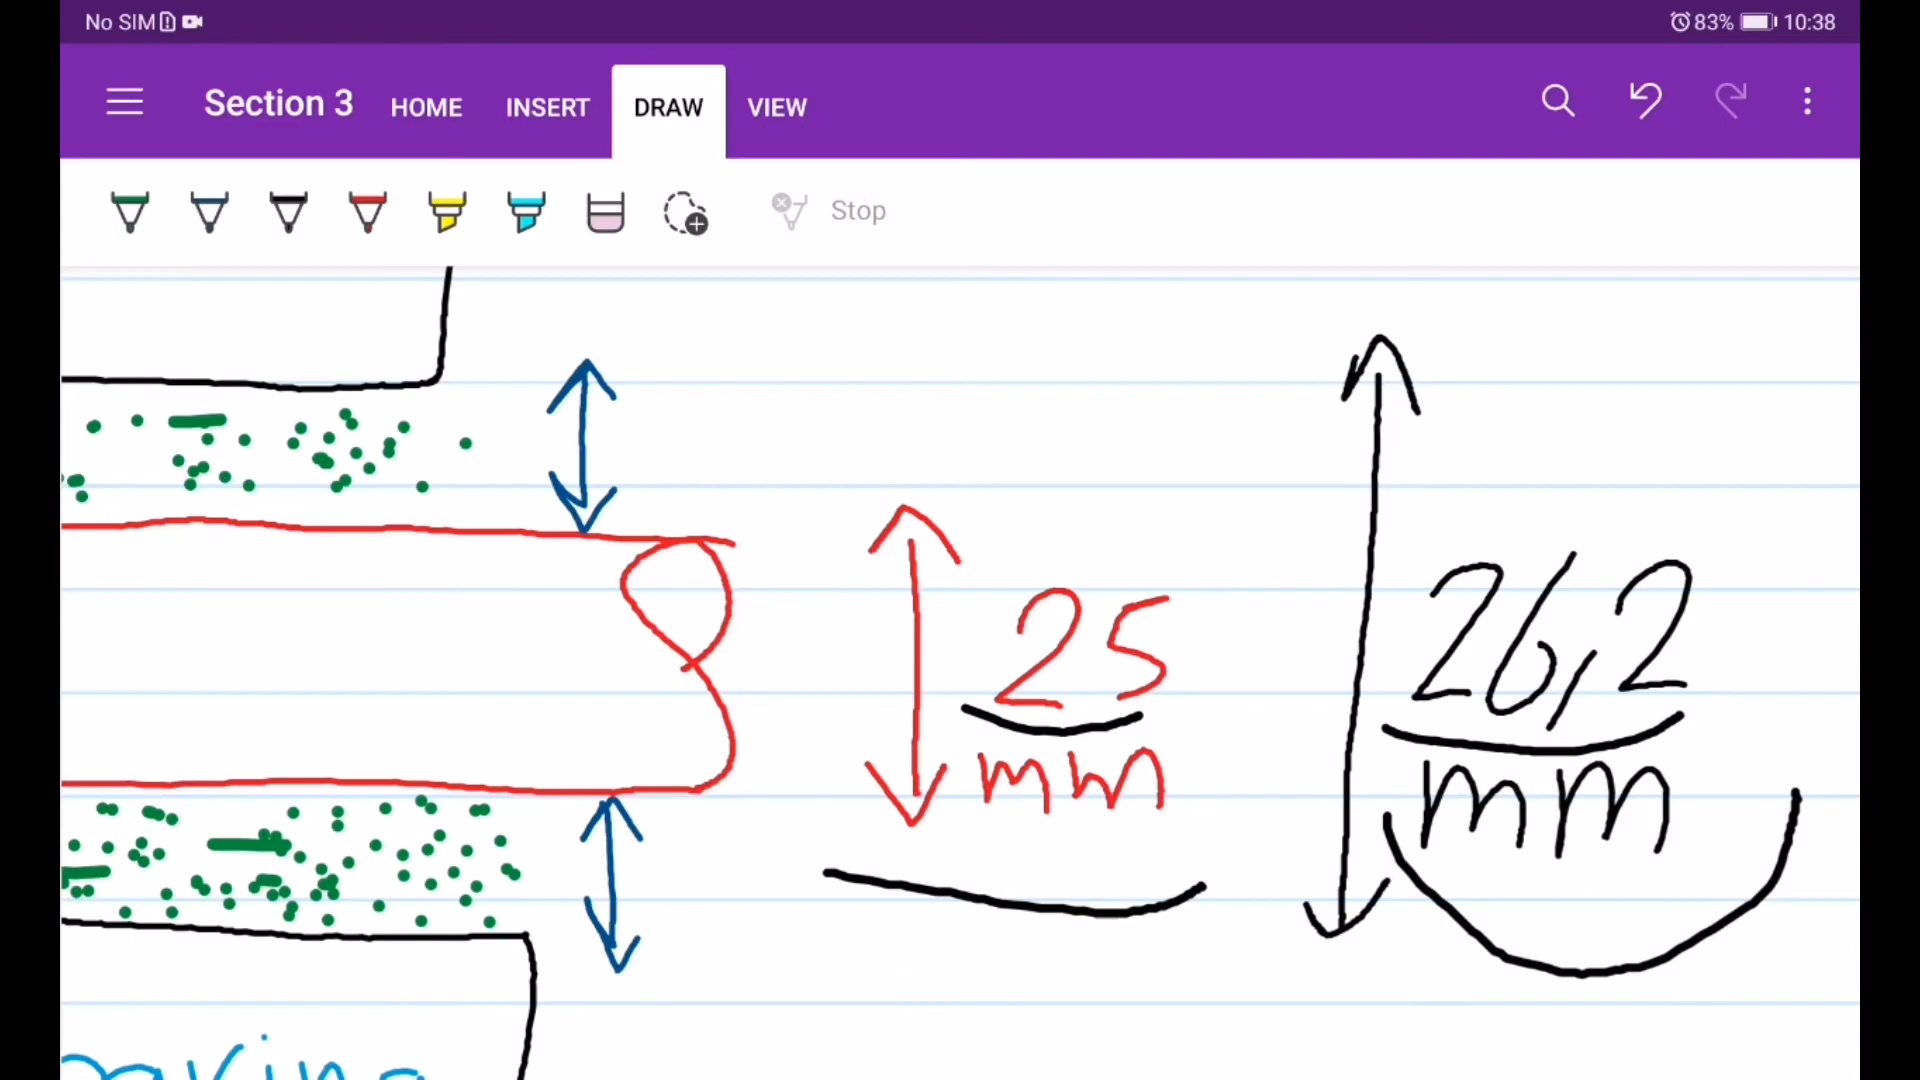 No SIM 83% 10:38
Section 3 HOME INSERT DRAW VIEW
Stop
25
mm
26,2
mm